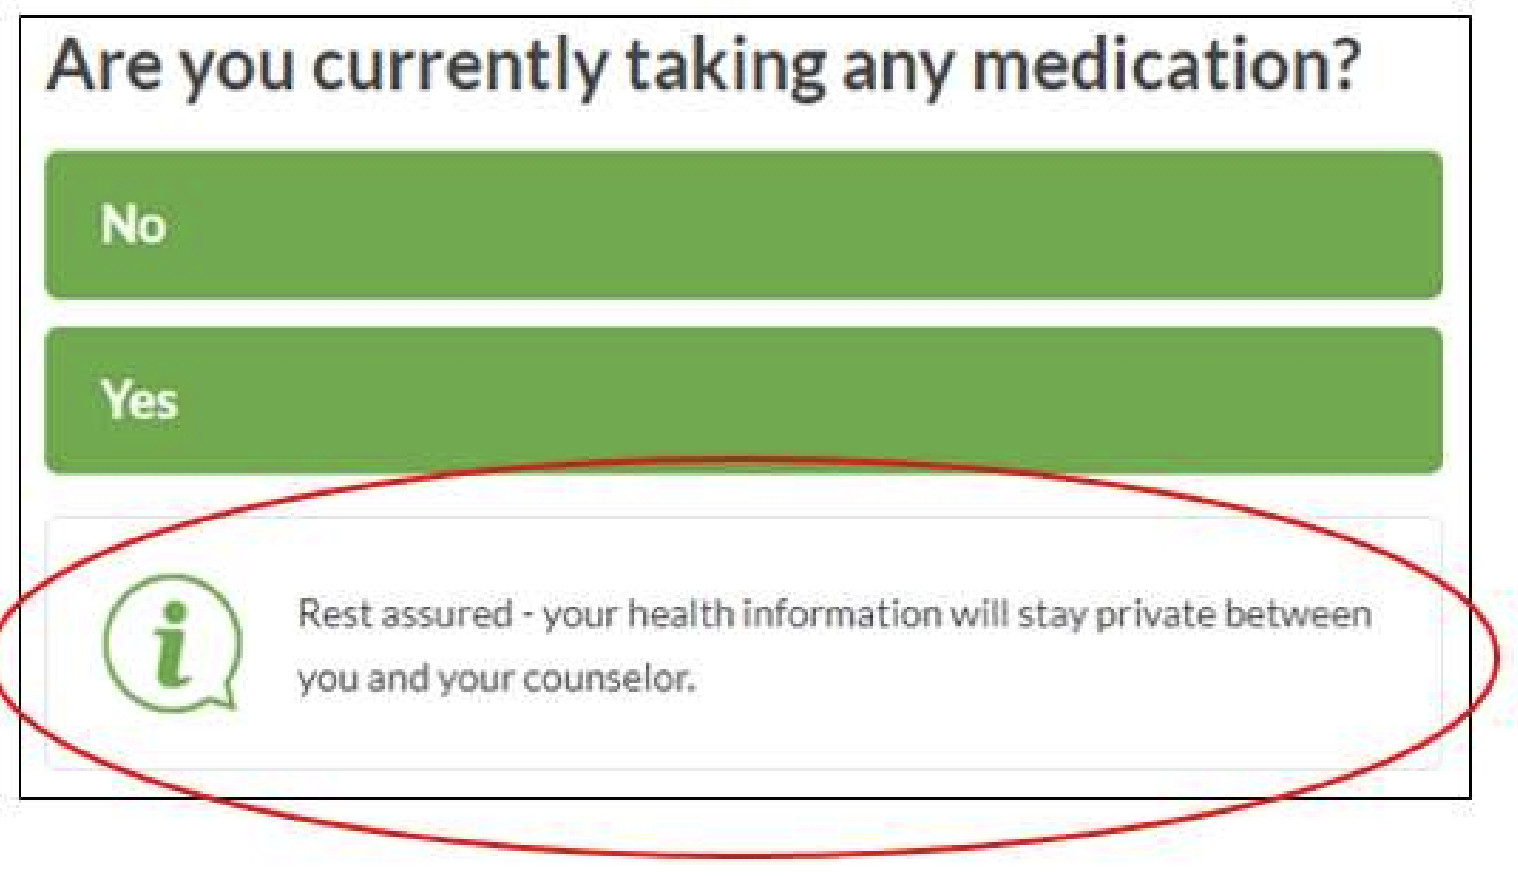 Are you currently taking any medication?
No
Yes
Rest assured - your health information will stay private between
you and your counselor.